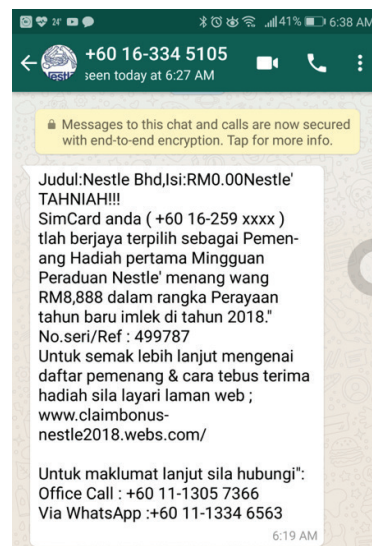 24° 41% 6:38 AM
+60 16-334 5105
seen today at 6:27 AM
Nestle
Messages to this chat and calls are now secured
with end-to-end encryption. Tap for more info.
Judul:Nestle Bhd,Isi:RM0.00Nestle'
TAHNIAH!!!
SimCard anda ( +60 16-259 xxxx )
tlah berjaya terpilih sebagai Pemen-
ang Hadiah pertama Mingguan
Peraduan Nestle' menang wang
RM8,888 dalam rangka Perayaan
tahun baru imlek di tahun 2018."
No.seri/Ref : 499787
Untuk semak lebih lanjut mengenai
daftar pemenang & cara tebus terima
hadiah sila layari laman web ;
www.claimbonus-
nestle2018.webs.com/
Untuk maklumat lanjut sila hubungi":
Office Call : +60 11-1305 7366
Via WhatsApp :+60 11-1334 6563
6:19 AM